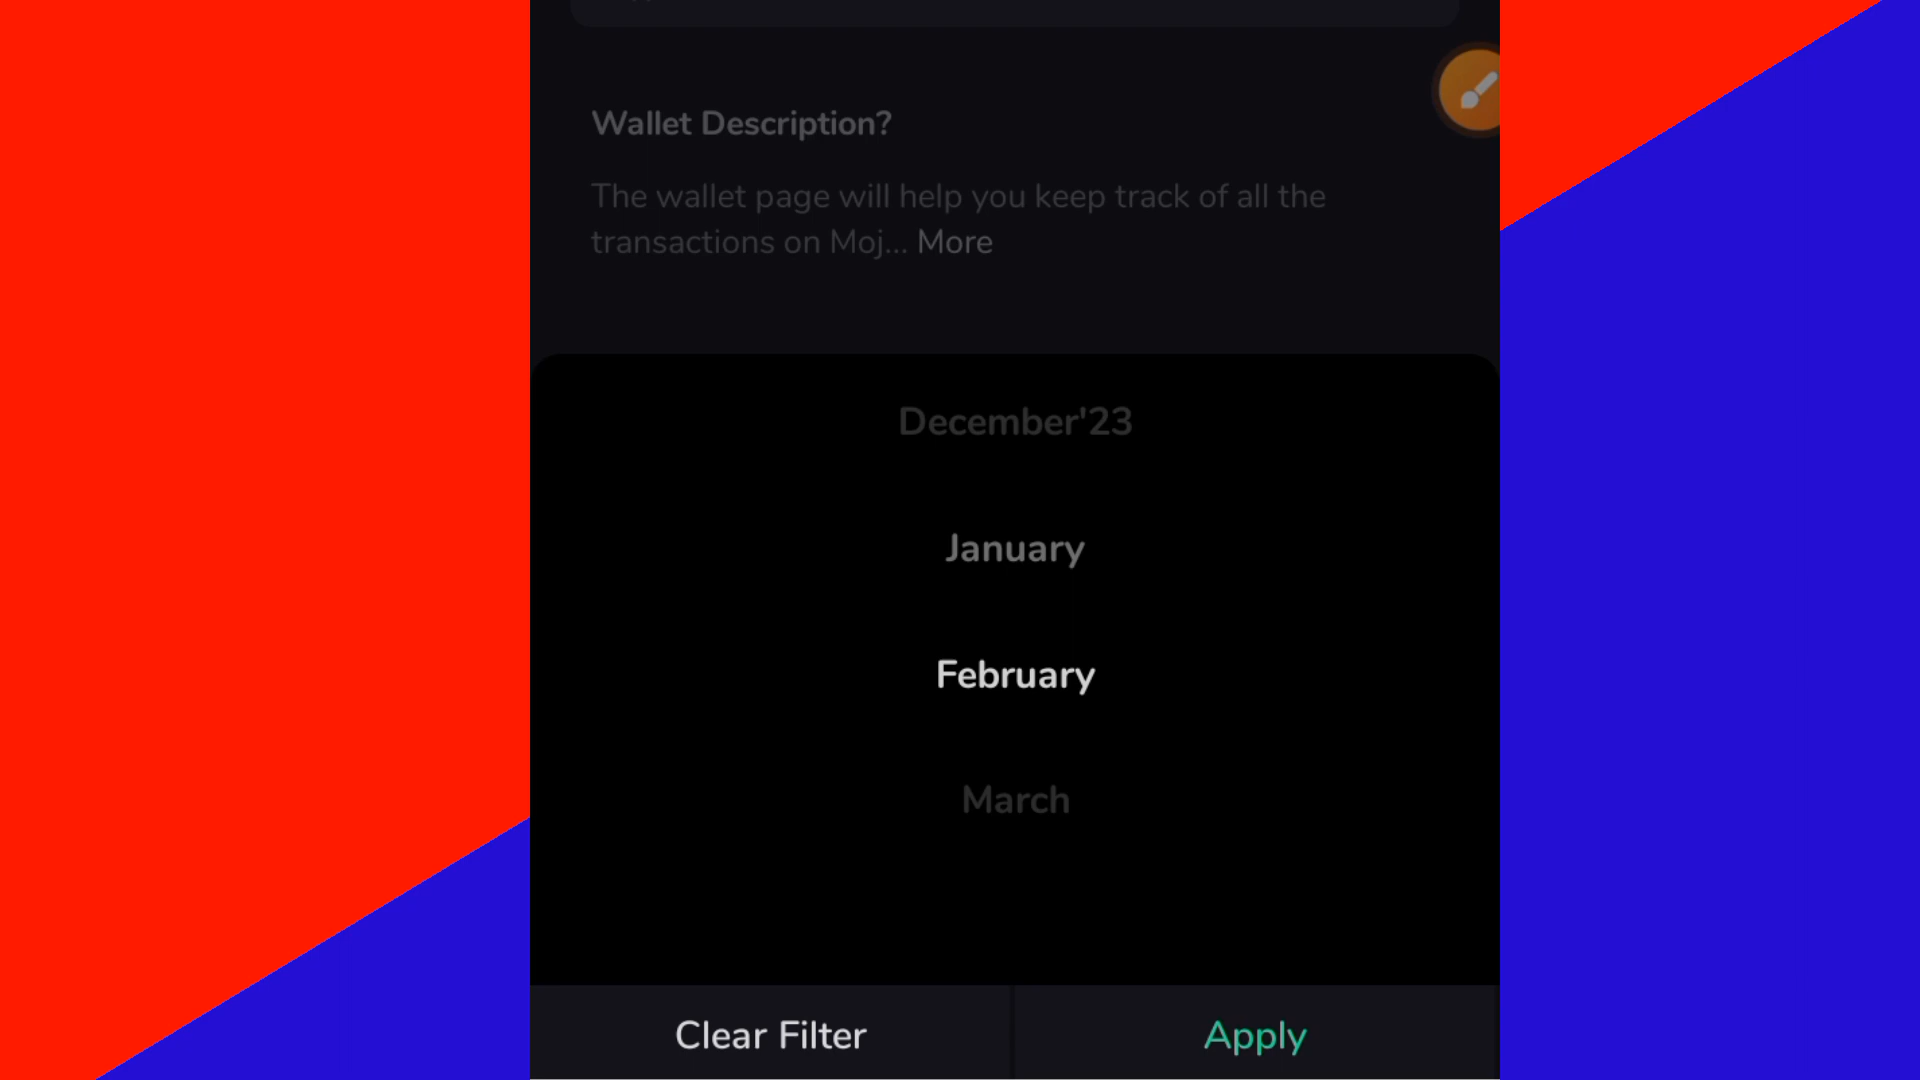 Wallet Description?
The wallet page will help you keep track of all the
transactions on Moj... More
December'23
January
February
March
Clear Filter
Apply